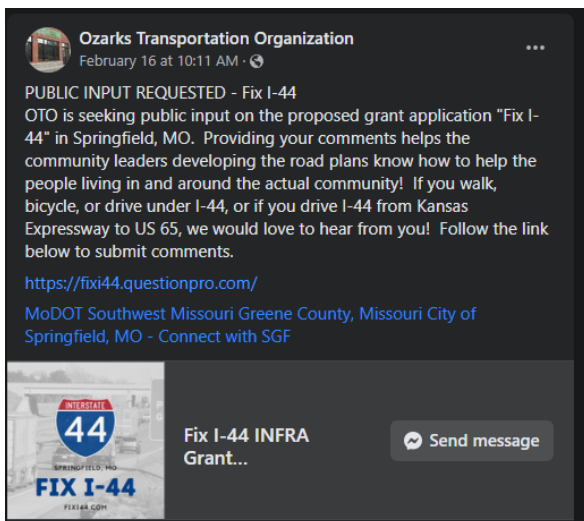 Ozarks Transportation Organization
February 16 at 10:11 AM ·
PUBLIC INPUT REQUESTED - Fix I-44
OTO is seeking public input on the proposed grant application "Fix I-
44" in Springfield, MO.  Providing your comments helps the
community leaders developing the road plans know how to help the
people living in and around the actual community!  If you walk,
bicycle, or drive under I-44, or if you drive I-44 from Kansas
Expressway to US 65, we would love to hear from you!  Follow the link
below to submit comments.
https://fixi44.questionpro.com/
MoDOT Southwest Missouri Greene County, Missouri City of
Springfield, MO - Connect with SGF
INTERSTATE
44
SPRINGFIELD, MO
FIX I-44
FIXI44.COM
Fix I-44 INFRA
Grant...
Send message